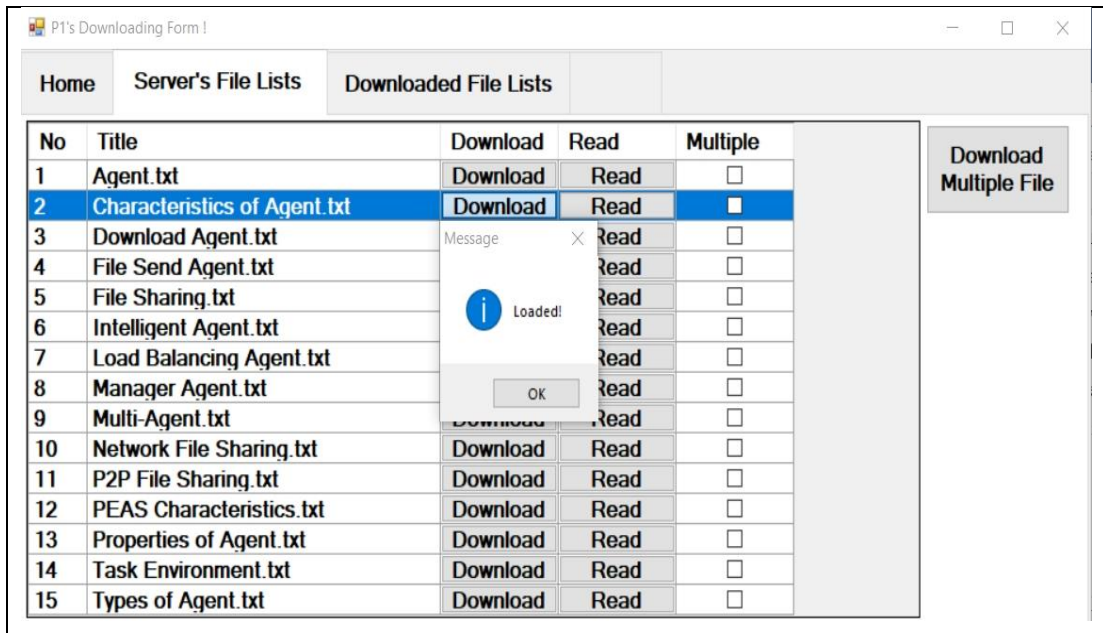 P1's Downloading Form !
Home Server's File Lists Downloaded File Lists
No Title Download Read Multiple
1 Agent.txt Download Read
2 Characteristics of Agent.txt Download Read
3 Download Agent.txt Read
4 File Send Agent.txt Read
5 File Sharing.txt Read
6 Intelligent Agent.txt Read
7 Load Balancing Agent.txt Read
8 Manager Agent.txt Read
9 Multi-Agent.txt Download Read
10 Network File Sharing.txt Download Read
11 P2P File Sharing.txt Download Read
12 PEAS Characteristics.txt Download Read
13 Properties of Agent.txt Download Read
14 Task Environment.txt Download Read
15 Types of Agent.txt Download Read
Message
Loaded!
OK
Download
Multiple File